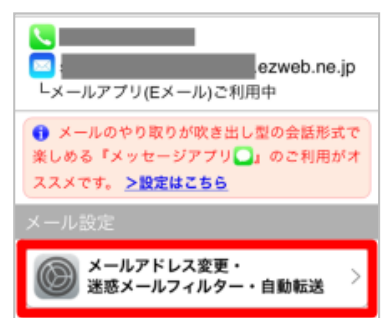 .ezweb.ne.jp
└メールアプリ(Eメール)ご利用中
メールのやり取りが吹き出し型の会話形式で
楽しめる『メッセージアプリ』のご利用がオ
ススメです。 >設定はこちら
メール設定
メールアドレス変更・
迷惑メールフィルター・自動転送 >